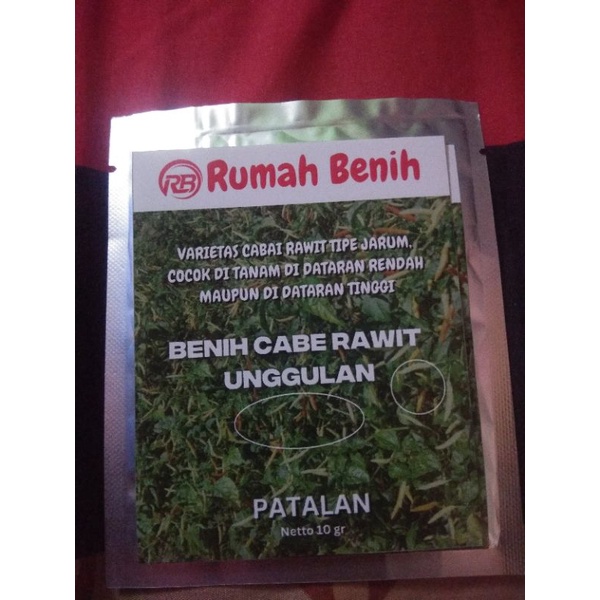 RB Rumah Benih
VARIETAS CABAI RAWIT TIPE JARUM.
COCOK DI TANAM DI DATARAN RENDAH
MAUPUN DI DATARAN TINGGI
BENIH CABE RAWIT
UNGGULAN
PATALAN
Netto 10 gr